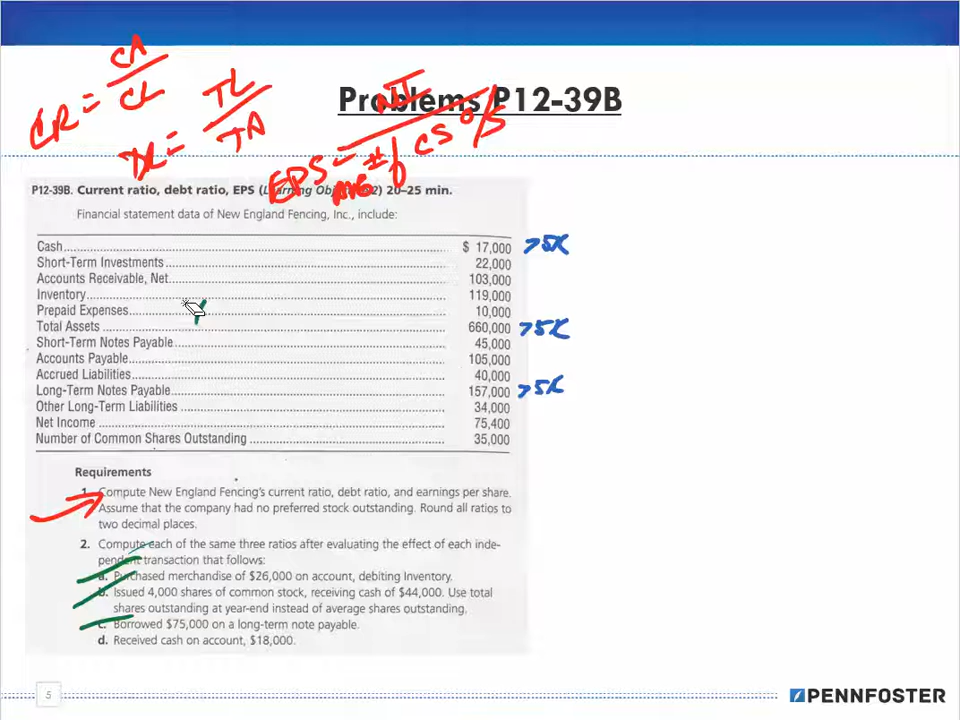 Problems P12-39B
CR = CA / CL
TL / TA
EPS = NI / # of CS o/s
P12-39B. Current ratio, debt ratio, EPS (Learning Objective 2) 20–25 min.
Financial statement data of New England Fencing, Inc., include:
Cash $ 17,000 >75K
Short-Term Investments 22,000
Accounts Receivable, Net 103,000
Inventory 119,000
Prepaid Expenses 10,000
Total Assets 660,000 >75K
Short-Term Notes Payable 45,000
Accounts Payable 105,000
Accrued Liabilities 40,000
Long-Term Notes Payable 157,000 >75K
Other Long-Term Liabilities 34,000
Net Income 75,400
Number of Common Shares Outstanding 35,000
Requirements
1. Compute New England Fencing's current ratio, debt ratio, and earnings per share.
Assume that the company had no preferred stock outstanding. Round all ratios to
two decimal places.
2. Compute each of the same three ratios after evaluating the effect of each inde-
pendent transaction that follows:
a. Purchased merchandise of $26,000 on account, debiting Inventory.
b. Issued 4,000 shares of common stock, receiving cash of $44,000. Use total
shares outstanding at year-end instead of average shares outstanding.
c. Borrowed $75,000 on a long-term note payable.
d. Received cash on account, $18,000.
5
PENNFOSTER